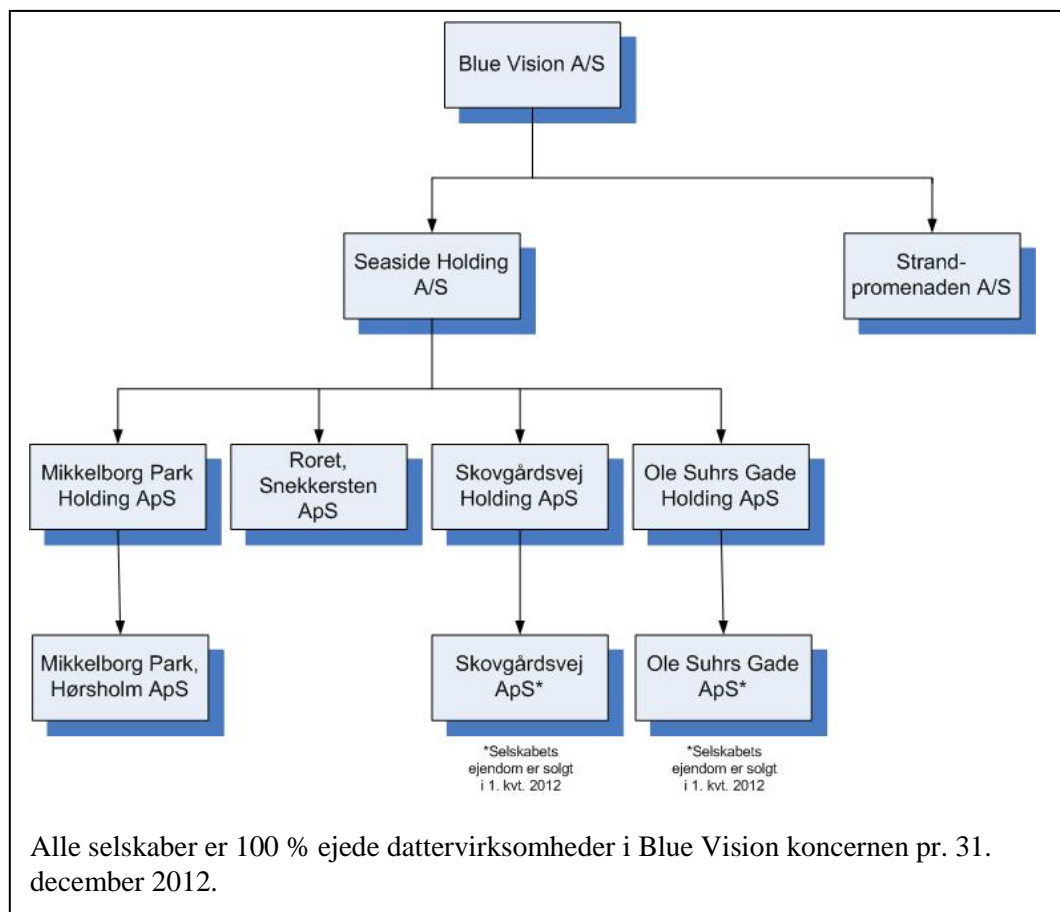 Blue Vision A/S
Seaside Holding
A/S
Strand-
promenaden A/S
Mikkelborg Park
Holding ApS
Roret,
Snekkersten
ApS
Skovgårdsvej
Holding ApS
Ole Suhrs Gade
Holding ApS
Mikkelborg Park,
Hørsholm ApS
Skovgårdsvej
ApS*
Ole Suhrs Gade
ApS*
*Selskabets
ejendom er solgt
i 1. kvt. 2012
*Selskabets
ejendom er solgt
i 1. kvt. 2012
Alle selskaber er 100 % ejede dattervirksomheder i Blue Vision koncernen pr. 31.
december 2012.